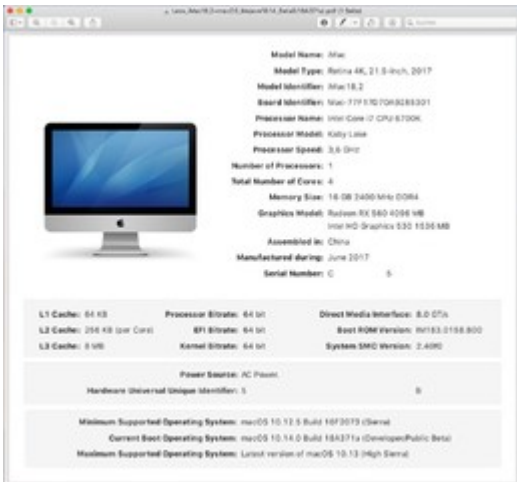 Model Name: iMac
Model Type: Retina 4K, 21.5-inch, 2017
Model Identifier: iMac18,2
Board Identifier:
Processor Name: Intel Core i7 CPU 6700K
Processor Model: Kaby Lake
Processor Speed: 3,6 GHz
Number of Processors: 1
Total Number of Cores: 4
Memory Size: 16 GB 2400 MHz DDR4
Graphics Model: Radeon RX 560 4096 MB
Intel HD Graphics 530 1536 MB
Assembled in: China
Manufactured during: June 2017
Serial Number: C 5
L1 Cache: 64 KB Processor Bitrate: 64 bit Direct Media Interface: 8.0 GT/s
L2 Cache: 256 KB (per Core) EFI Bitrate: 64 bit Boot ROM Version:
L3 Cache: 8 MB Kernel Bitrate: 64 bit System SMC Version:
Power Source: AC Power
Hardware Universal Unique Identifier: 5
Minimum Supported Operating System: macOS 10.12.5 Build (Sierra)
Current Boot Operating System: macOS 10.14.0 Build 18A371a (Developer/Public Beta)
Maximum Supported Operating System: Latest version of macOS 10.13 (High Sierra)